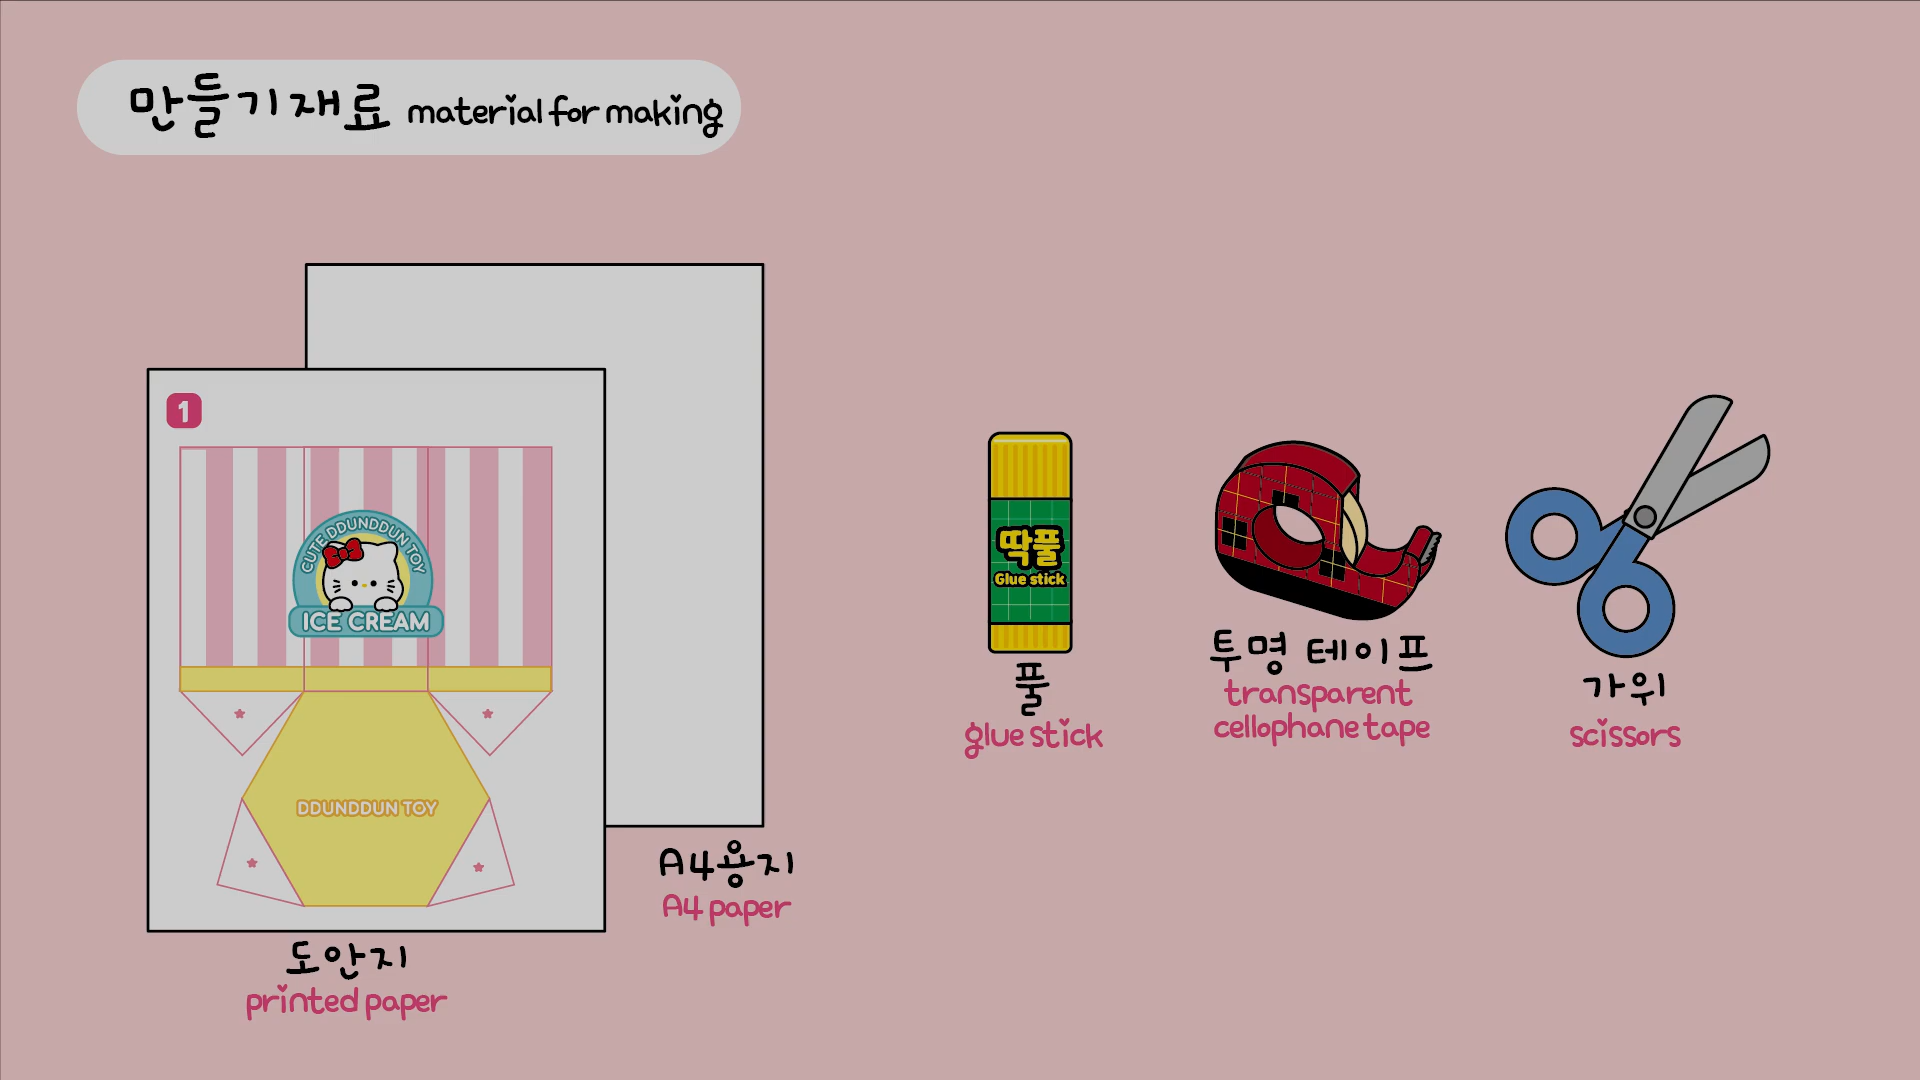 만들기재료 material for making
1
CUTE DDUNDDUN TOY
ICE CREAM
DDUNDDUN TOY
도안지
printed paper
A4용지
A4 paper
딱풀
Glue stick
풀
glue stick
투명 테이프
transparent
cellophane tape
가위
scissors